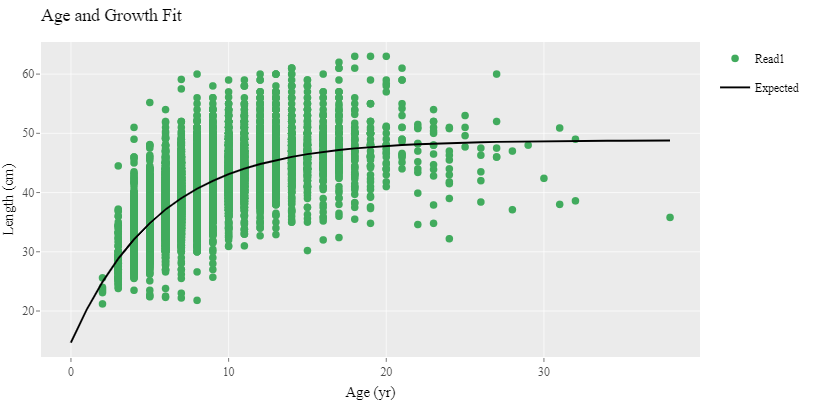 Age and Growth Fit
Length (cm)
60
50
40
30
20
0
10
20
30
Age (yr)
Read1
Expected